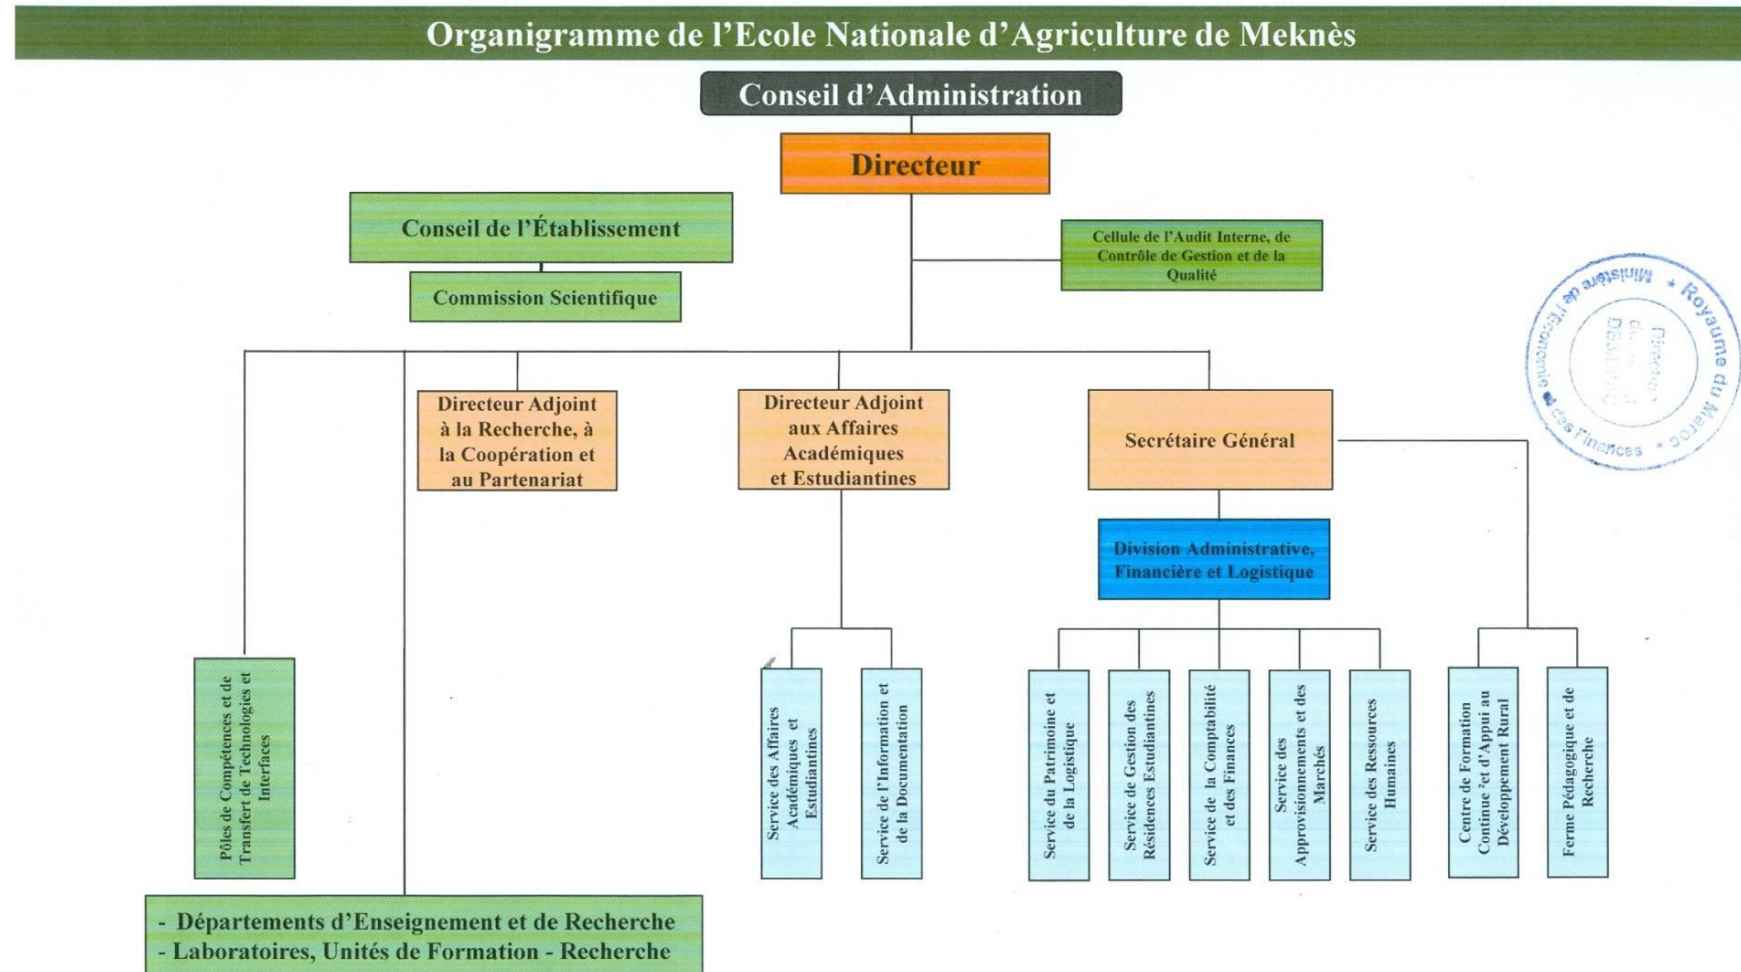 Organigramme de l'Ecole Nationale d'Agriculture de Meknès
Conseil d'Administration
Directeur
Conseil de l'Établissement
Commission Scientifique
Cellule de l'Audit Interne, de
Contrôle de Gestion et de la
Qualité
Royaume du Maroc *
Ministère de l'Economie
des Finances *
Directeur Adjoint
à la Recherche, à
la Coopération et
au Partenariat
Directeur Adjoint
aux Affaires
Académiques
et Estudiantines
Secrétaire Général
Division Administrative,
Financière et Logistique
Pôles de Compétences et de
Transfert de Technologies et
Interfaces
Service des Affaires
Académiques et
Estudiantines
Service de l'Information et
de la Documentation
Service du Patrimoine et
de la Logistique
Service de Gestion des
Résidences Estudiantines
Service de la Comptabilité
et des Finances
Service des
Approvisionnements et des
Marchés
Service des Ressources
Humaines
Centre de Formation
Continue ²et d'Appui au
Développement Rural
Ferme Pédagogique et de
Recherche
- Départements d'Enseignement et de Recherche
- Laboratoires, Unités de Formation - Recherche